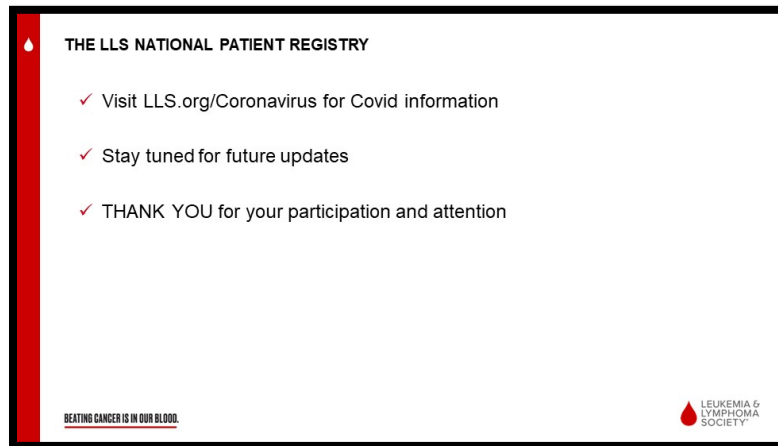 THE LLS NATIONAL PATIENT REGISTRY
✓ Visit LLS.org/Coronavirus for Covid information
✓ Stay tuned for future updates
✓ THANK YOU for your participation and attention
BEATING CANCER IS IN OUR BLOOD.
LEUKEMIA &
LYMPHOMA
SOCIETY